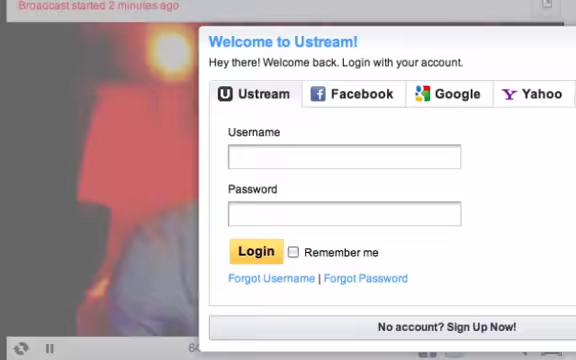 Broadcast started 2 minutes ago
Welcome to Ustream!
Hey there! Welcome back. Login with your account.
Ustream Facebook Google Yahoo
Username
Password
Login Remember me
Forgot Username | Forgot Password
No account? Sign Up Now!